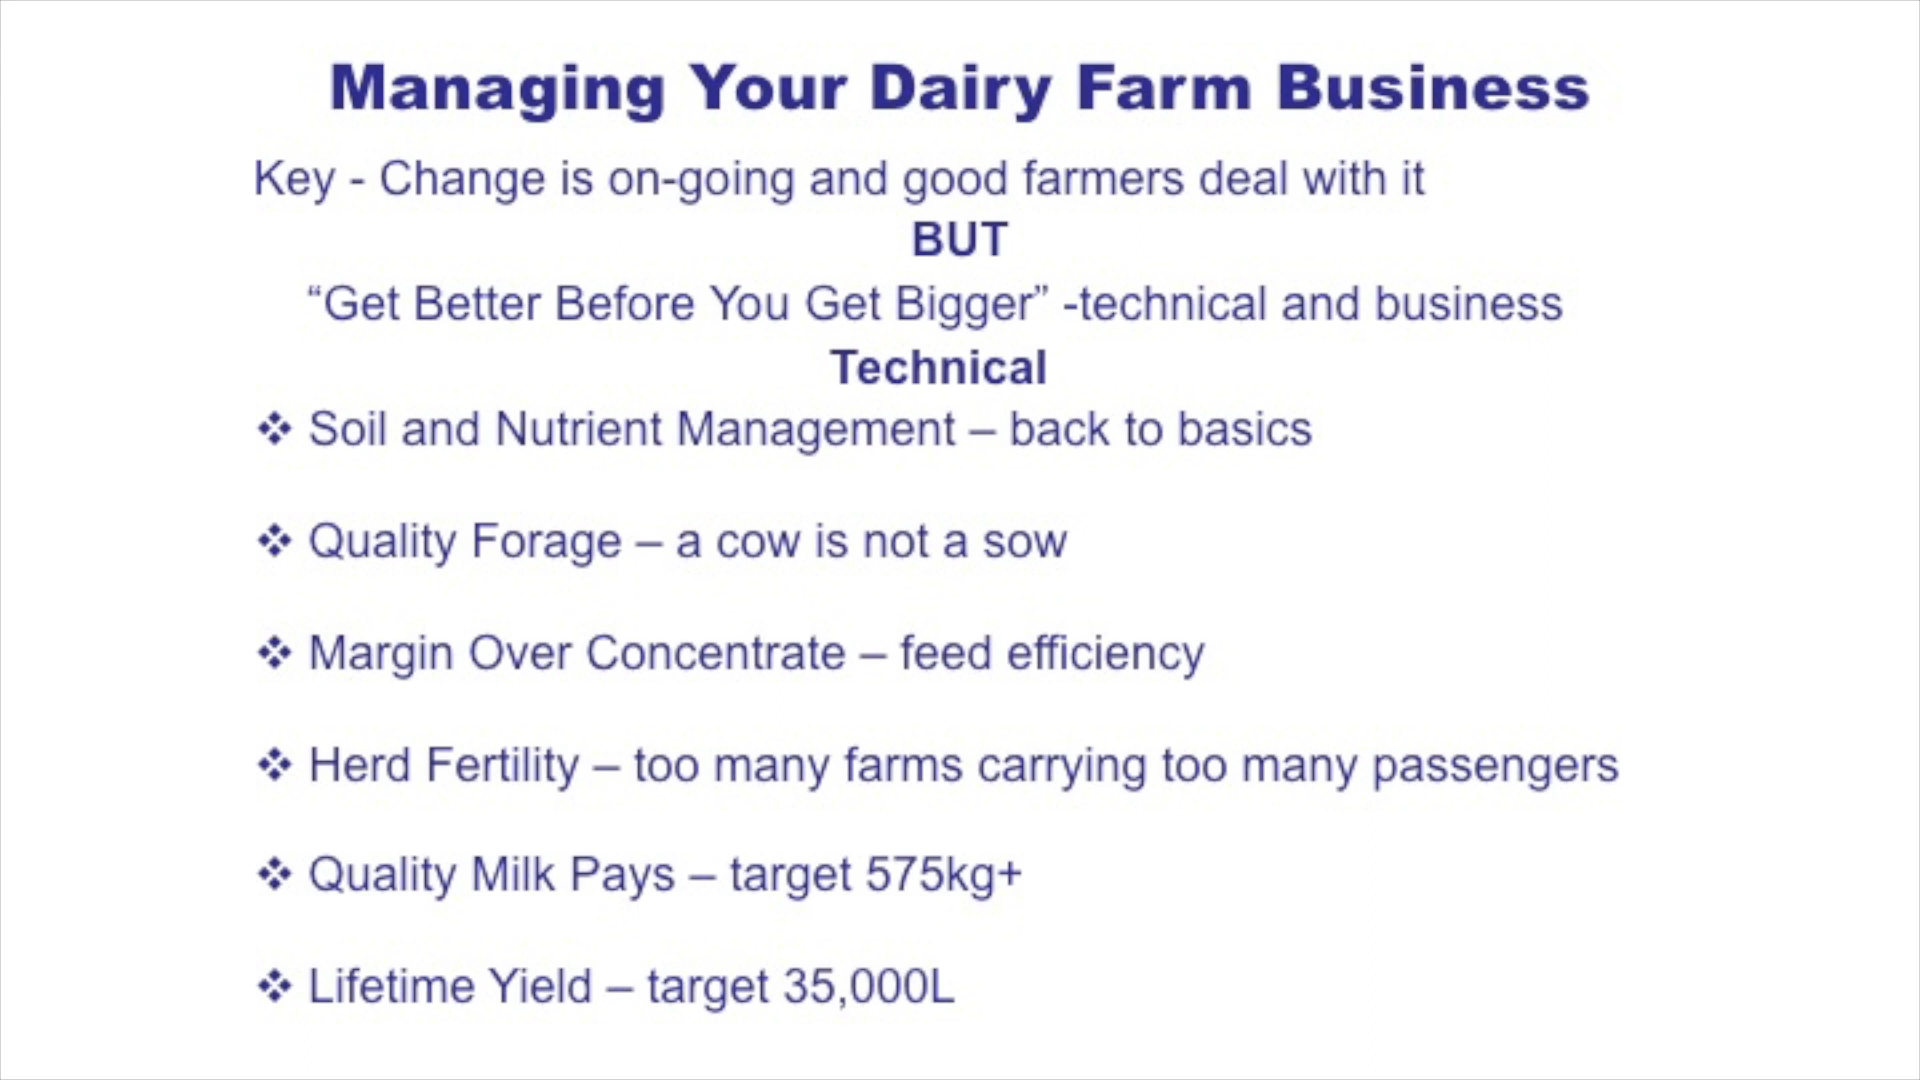 Managing Your Dairy Farm Business
Key - Change is on-going and good farmers deal with it
BUT
“Get Better Before You Get Bigger” -technical and business
Technical
❖ Soil and Nutrient Management – back to basics
❖ Quality Forage – a cow is not a sow
❖ Margin Over Concentrate – feed efficiency
❖ Herd Fertility – too many farms carrying too many passengers
❖ Quality Milk Pays – target 575kg+
❖ Lifetime Yield – target 35,000L